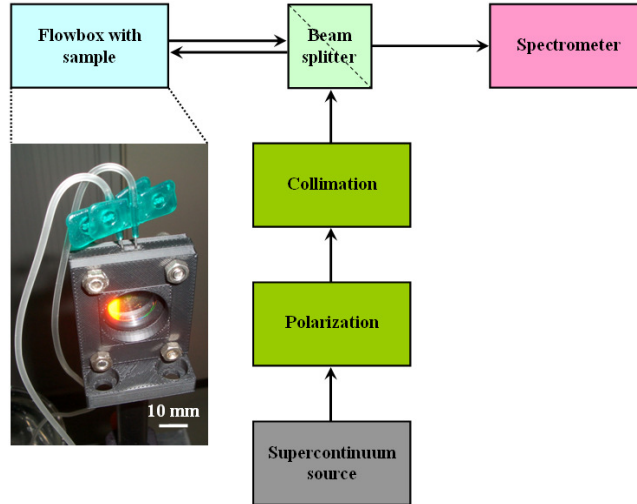 Flowbox with
sample
Beam
splitter
Spectrometer
Collimation
Polarization
10 mm
Supercontinuum
source